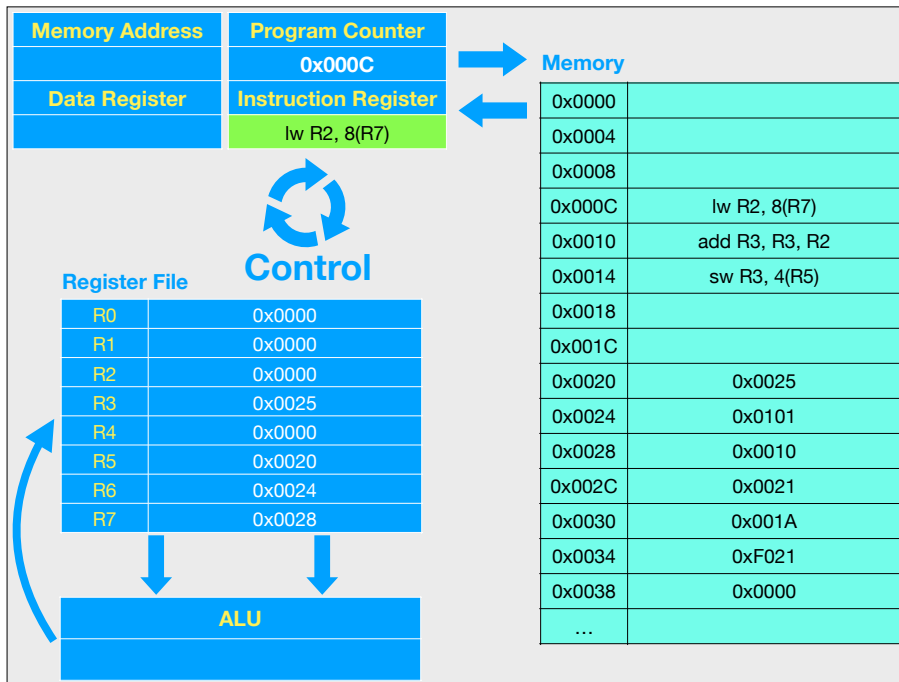 Memory Address Program Counter
0x000C
Data Register Instruction Register
lw R2, 8(R7)
Control
Register File
R0 0x0000
R1 0x0000
R2 0x0000
R3 0x0025
R4 0x0000
R5 0x0020
R6 0x0024
R7 0x0028
ALU
Memory
0x0000
0x0004
0x0008
0x000C lw R2, 8(R7)
0x0010 add R3, R3, R2
0x0014 sw R3, 4(R5)
0x0018
0x001C
0x0020 0x0025
0x0024 0x0101
0x0028 0x0010
0x002C 0x0021
0x0030 0x001A
0x0034 0xF021
0x0038 0x0000
…